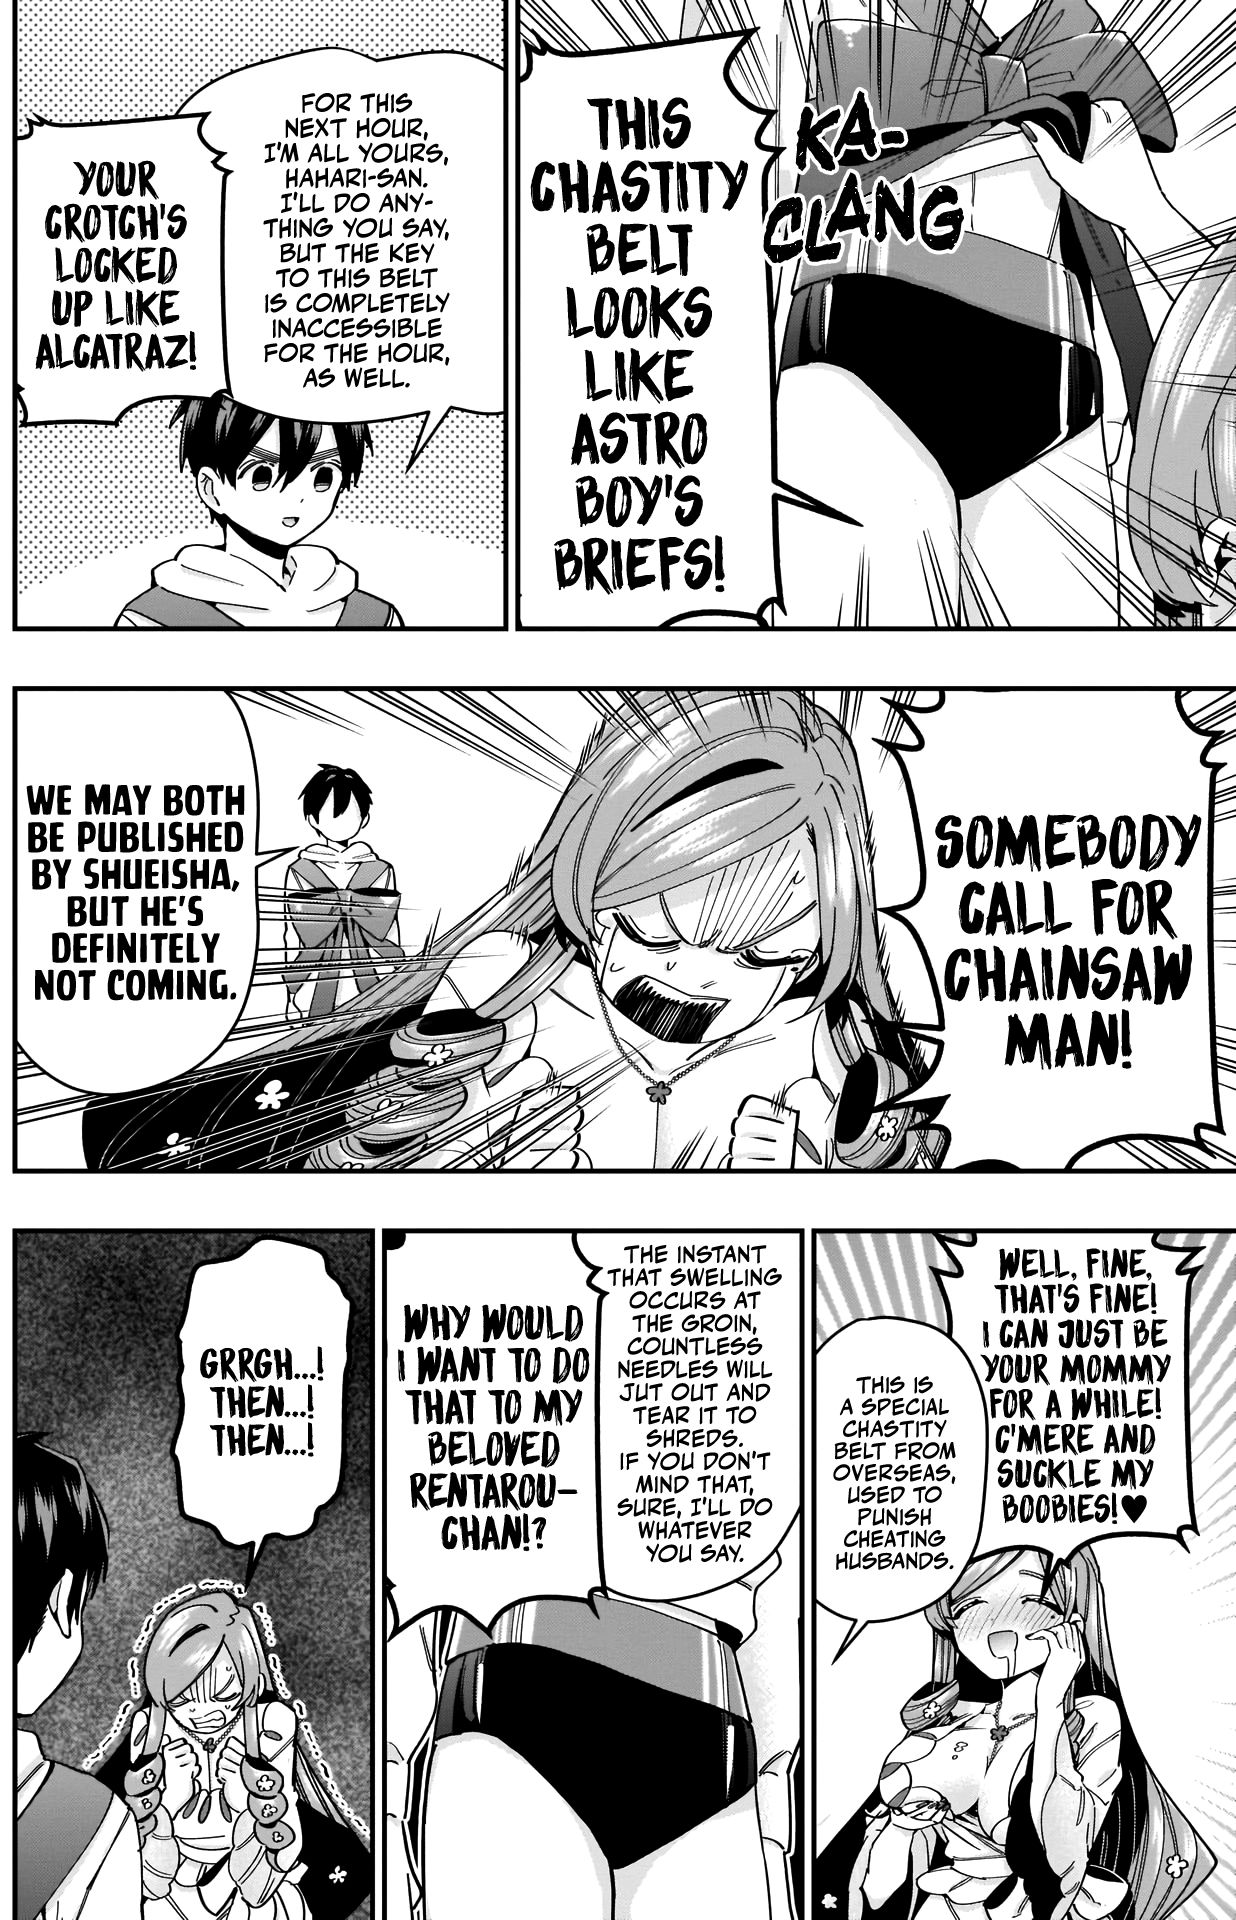 KA-
CLANG
THIS
CHASTITY
BELT
LOOKS
LIKE
ASTRO
BOY'S
BRIEFS!
FOR THIS
NEXT HOUR,
I'M ALL YOURS,
HAHARI-SAN.
I'LL DO ANY-
THING YOU SAY,
BUT THE KEY
TO THIS BELT
IS COMPLETELY
INACCESSIBLE
FOR THE HOUR,
AS WELL.
YOUR
CROTCH'S
LOCKED
UP LIKE
ALCATRAZ!
SOMEBODY
CALL FOR
CHAINSAW
MAN!
WE MAY BOTH
BE PUBLISHED
BY SHUEISHA,
BUT HE'S
DEFINITELY
NOT COMING.
WELL, FINE,
THAT'S FINE!
I CAN JUST BE
YOUR MOMMY
FOR A WHILE!
C'MERE AND
SUCKLE MY
BOOBIES!♥
THIS IS
A SPECIAL
CHASTITY
BELT FROM
OVERSEAS,
USED TO
PUNISH
CHEATING
HUSBANDS.
THE INSTANT
THAT SWELLING
OCCURS AT
THE GROIN,
COUNTLESS
NEEDLES WILL
JUT OUT AND
TEAR IT TO
SHREDS.
IF YOU DON'T
MIND THAT,
SURE, I'LL DO
WHATEVER
YOU SAY.
WHY WOULD
I WANT TO DO
THAT TO MY
BELOVED
RENTAROU-
CHAN!?
GRRGH...!
THEN...!
THEN...!